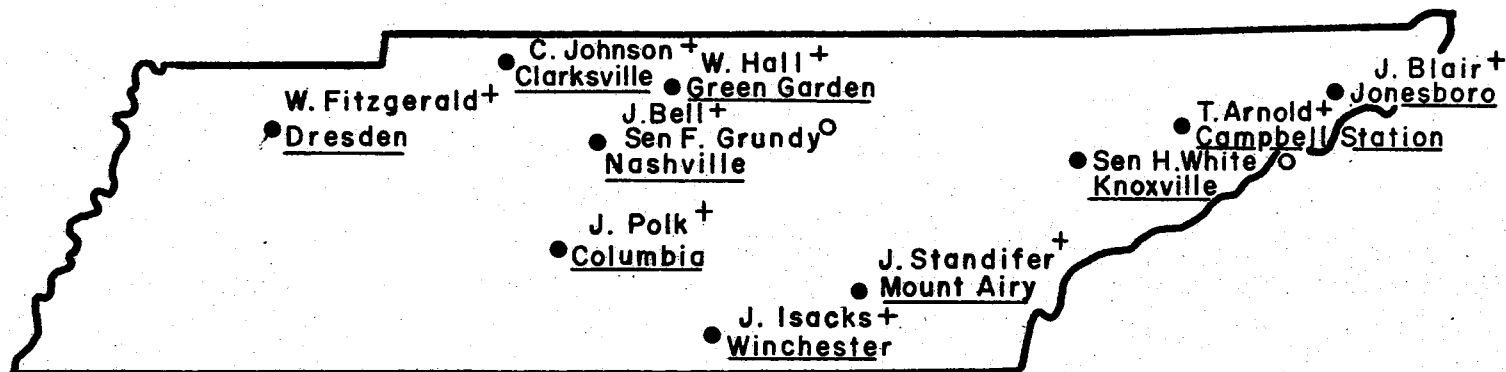 C. Johnson +
Clarksville
W. Hall +
Green Garden
J. Blair +
Jonesboro
W. Fitzgerald +
Dresden
J. Bell +
Sen F. Grundy O
Nashville
T. Arnold +
Campbell Station
Sen H. White O
Knoxville
J. Polk +
Columbia
J. Standifer +
Mount Airy
J. Isacks +
Winchester